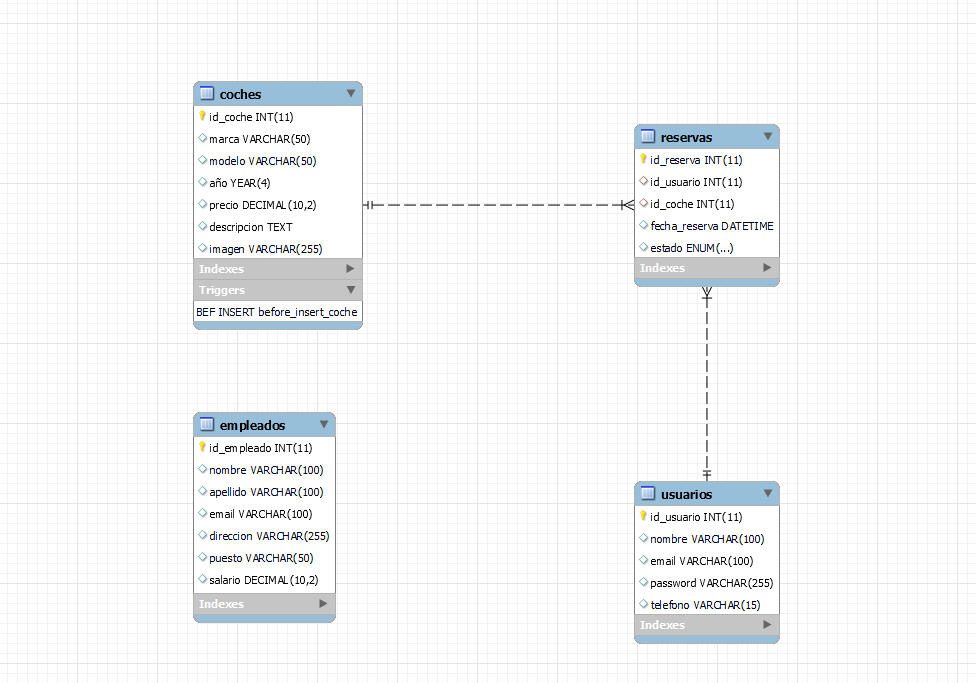 coches
id_coche INT(11)
marca VARCHAR(50)
modelo VARCHAR(50)
año YEAR(4)
precio DECIMAL(10,2)
descripcion TEXT
imagen VARCHAR(255)
Indexes
Triggers
BEF INSERT before_insert_coche
reservas
id_reserva INT(11)
id_usuario INT(11)
id_coche INT(11)
fecha_reserva DATETIME
estado ENUM(...)
Indexes
empleados
id_empleado INT(11)
nombre VARCHAR(100)
apellido VARCHAR(100)
email VARCHAR(100)
direccion VARCHAR(255)
puesto VARCHAR(50)
salario DECIMAL(10,2)
Indexes
usuarios
id_usuario INT(11)
nombre VARCHAR(100)
email VARCHAR(100)
password VARCHAR(255)
telefono VARCHAR(15)
Indexes